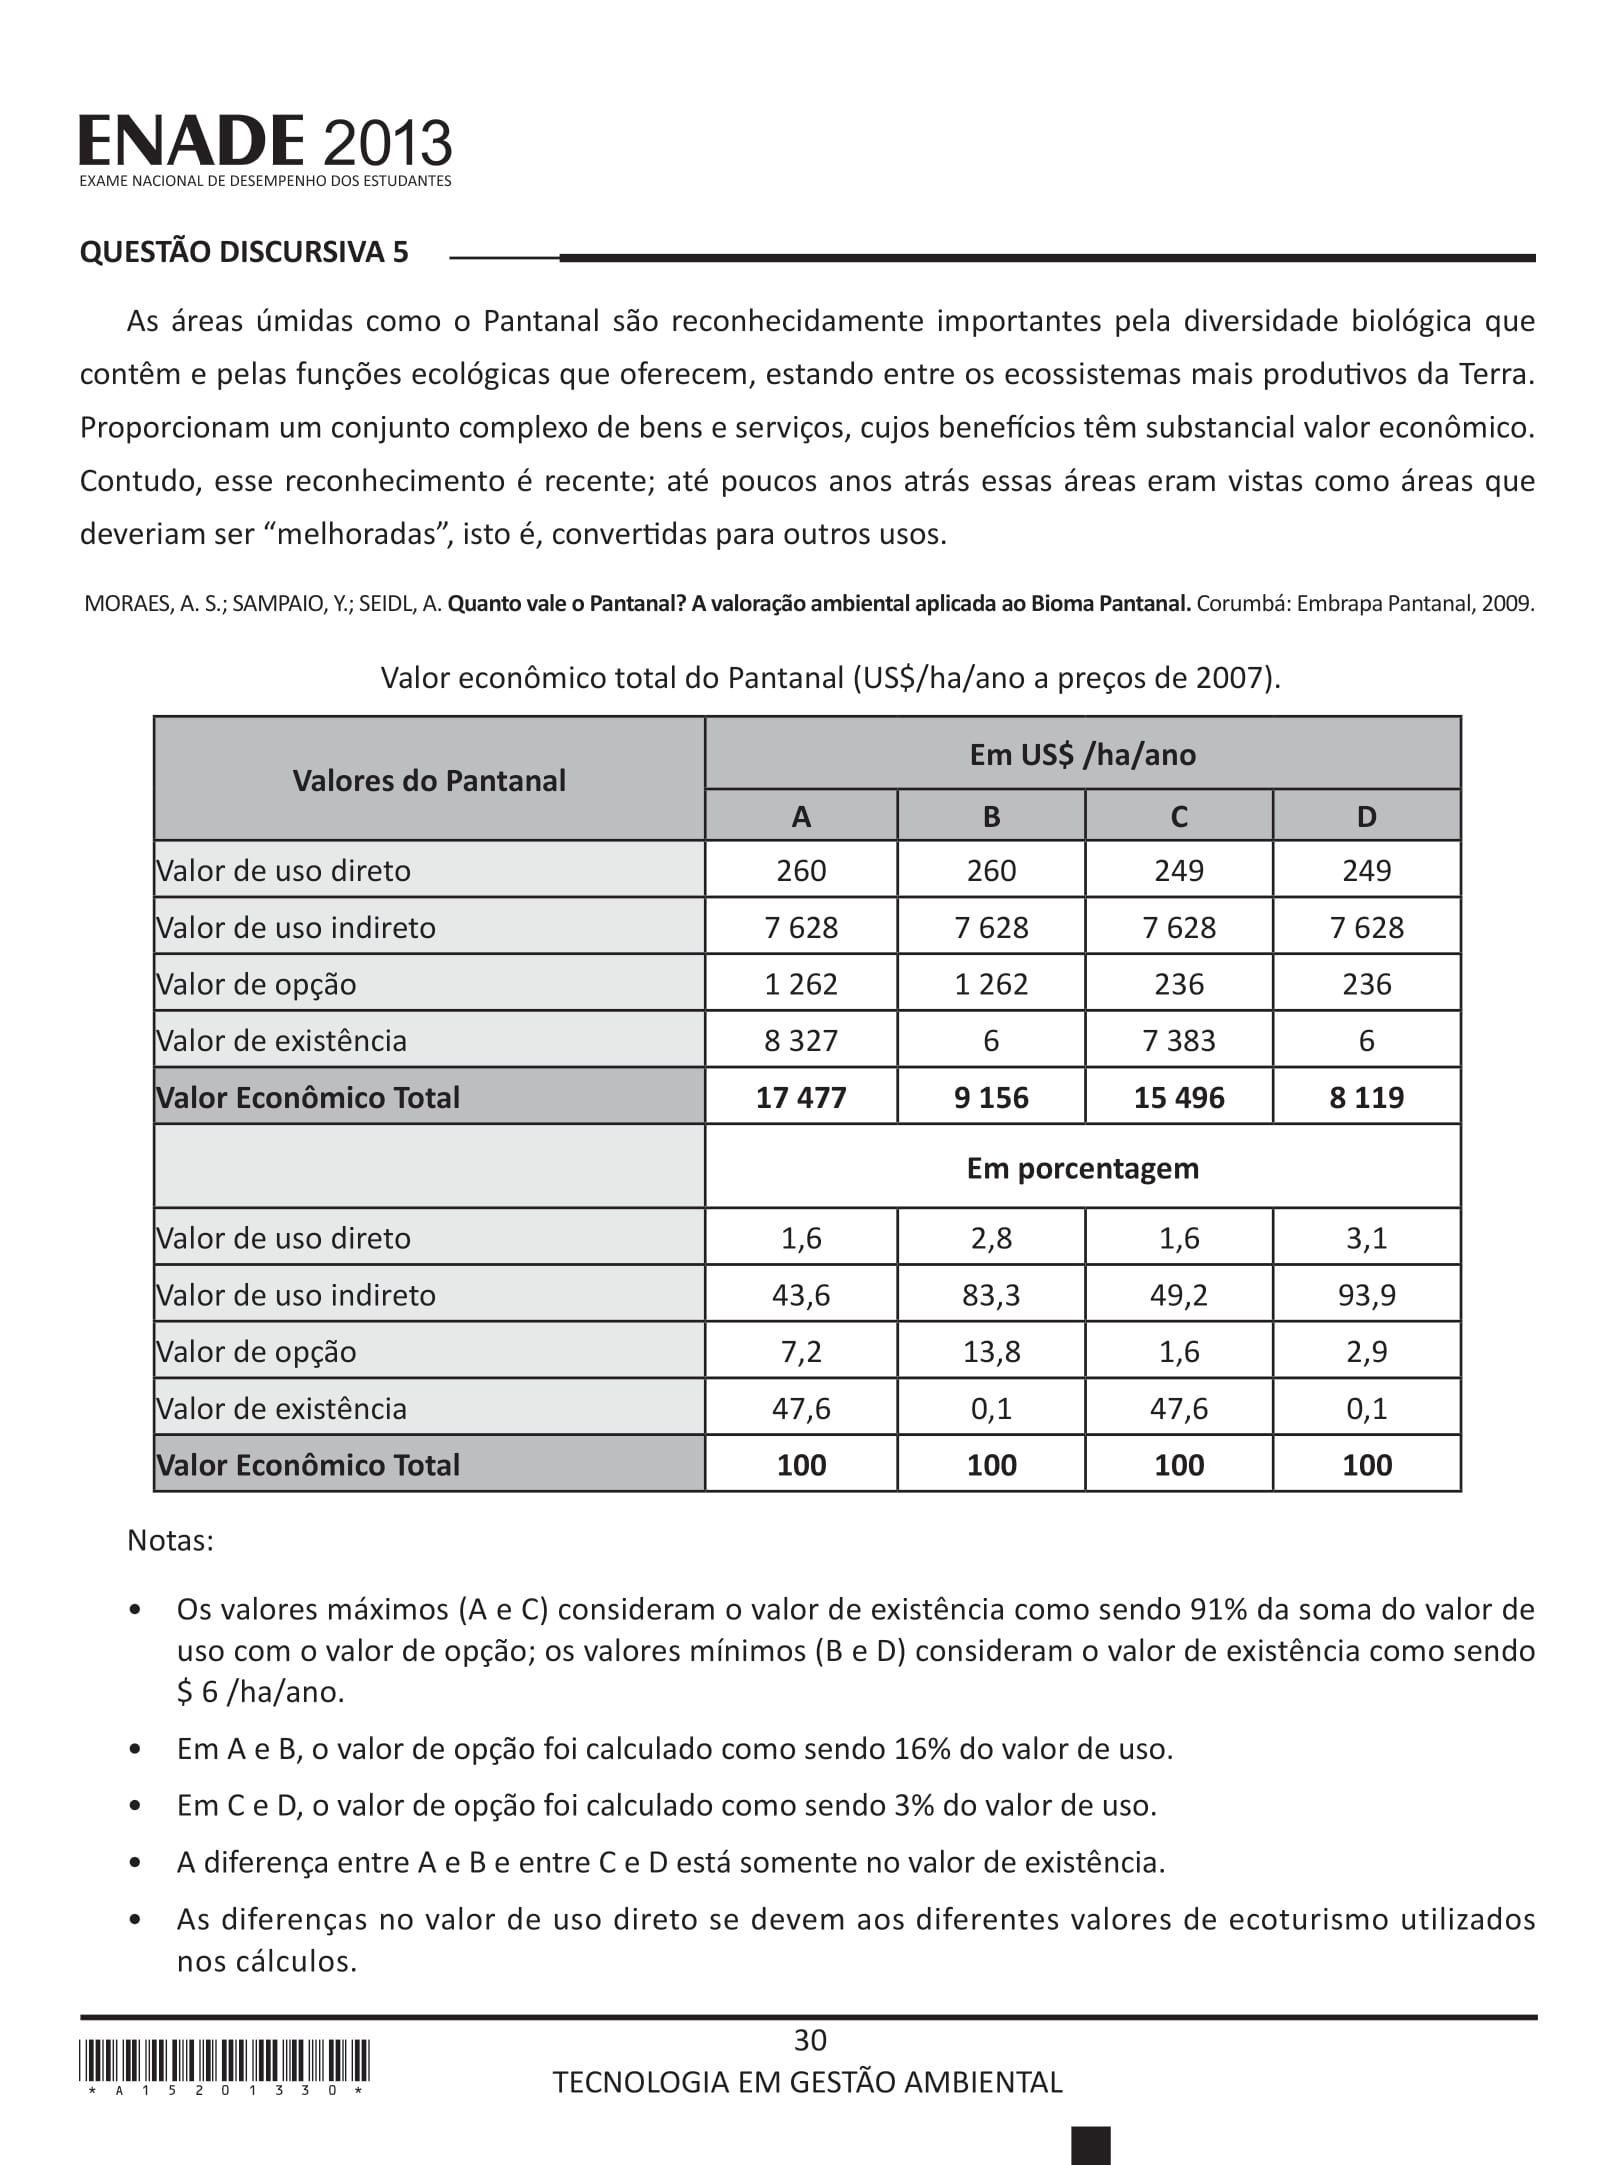 ENADE 2013
EXAME NACIONAL DE DESEMPENHO DOS ESTUDANTES
QUESTÃO DISCURSIVA 5
As áreas úmidas como o Pantanal são reconhecidamente importantes pela diversidade biológica que
contêm e pelas funções ecológicas que oferecem, estando entre os ecossistemas mais produtivos da Terra.
Proporcionam um conjunto complexo de bens e serviços, cujos benefícios têm substancial valor econômico.
Contudo, esse reconhecimento é recente; até poucos anos atrás essas áreas eram vistas como áreas que
deveriam ser “melhoradas”, isto é, convertidas para outros usos.
MORAES, A. S.; SAMPAIO, Y.; SEIDL, A. Quanto vale o Pantanal? A valoração ambiental aplicada ao Bioma Pantanal. Corumbá: Embrapa Pantanal, 2009.
Valor econômico total do Pantanal (US$/ha/ano a preços de 2007).
Valores do Pantanal Em US$ /ha/ano
A B C D
Valor de uso direto 260 260 249 249
Valor de uso indireto 7 628 7 628 7 628 7 628
Valor de opção 1 262 1 262 236 236
Valor de existência 8 327 6 7 383 6
Valor Econômico Total 17 477 9 156 15 496 8 119
Em porcentagem
Valor de uso direto 1,6 2,8 1,6 3,1
Valor de uso indireto 43,6 83,3 49,2 93,9
Valor de opção 7,2 13,8 1,6 2,9
Valor de existência 47,6 0,1 47,6 0,1
Valor Econômico Total 100 100 100 100
Notas:
• Os valores máximos (A e C) consideram o valor de existência como sendo 91% da soma do valor de
uso com o valor de opção; os valores mínimos (B e D) consideram o valor de existência como sendo
$ 6 /ha/ano.
• Em A e B, o valor de opção foi calculado como sendo 16% do valor de uso.
• Em C e D, o valor de opção foi calculado como sendo 3% do valor de uso.
• A diferença entre A e B e entre C e D está somente no valor de existência.
• As diferenças no valor de uso direto se devem aos diferentes valores de ecoturismo utilizados
nos cálculos.
30
TECNOLOGIA EM GESTÃO AMBIENTAL
* A 1 5 2 0 1 3 3 0 *